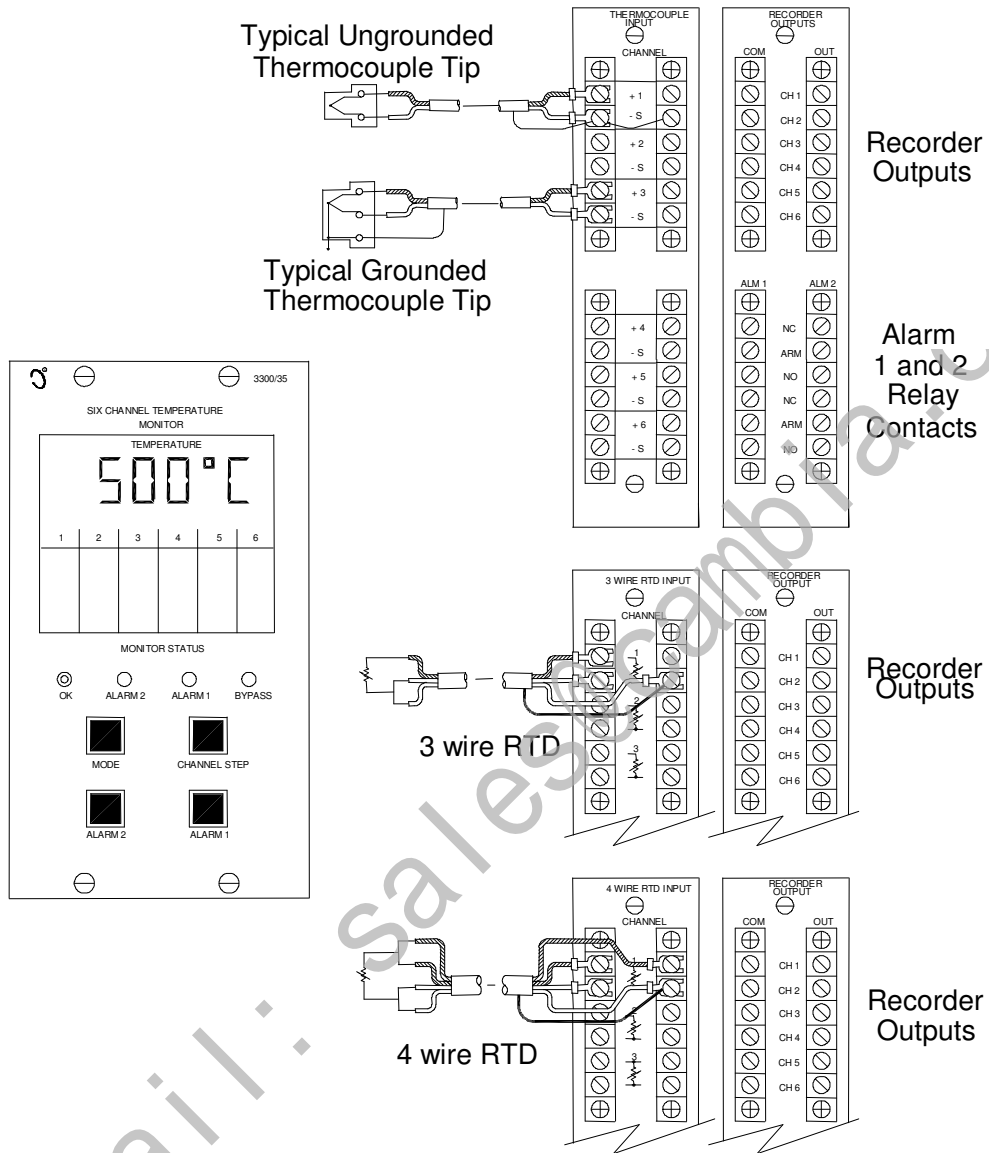 Typical Ungrounded
Thermocouple Tip
Typical Grounded
Thermocouple Tip
THERMOCOUPLE
INPUT
CHANNEL
+ 1
- S
+ 2
- S
+ 3
- S
+ 4
- S
+ 5
- S
+ 6
- S
RECORDER
OUTPUTS
COM OUT
CH 1
CH 2
CH 3
CH 4
CH 5
CH 6
Recorder
Outputs
ALM 1 ALM 2
NC
ARM
NO
NC
ARM
NO
Alarm
1 and 2
Relay
Contacts
3300/35
SIX CHANNEL TEMPERATURE
MONITOR
TEMPERATURE
500°C
1 2 3 4 5 6
MONITOR STATUS
OK ALARM 2 ALARM 1 BYPASS
MODE CHANNEL STEP
ALARM 2 ALARM 1
3 WIRE RTD INPUT
CHANNEL
1
2
3
3 wire RTD
RECORDER
OUTPUT
COM OUT
CH 1
CH 2
CH 3
CH 4
CH 5
CH 6
Recorder
Outputs
4 WIRE RTD INPUT
CHANNEL
1
2
3
4 wire RTD
RECORDER
OUTPUT
COM OUT
CH 1
CH 2
CH 3
CH 4
CH 5
CH 6
Recorder
Outputs
ail: sales@cambia.c